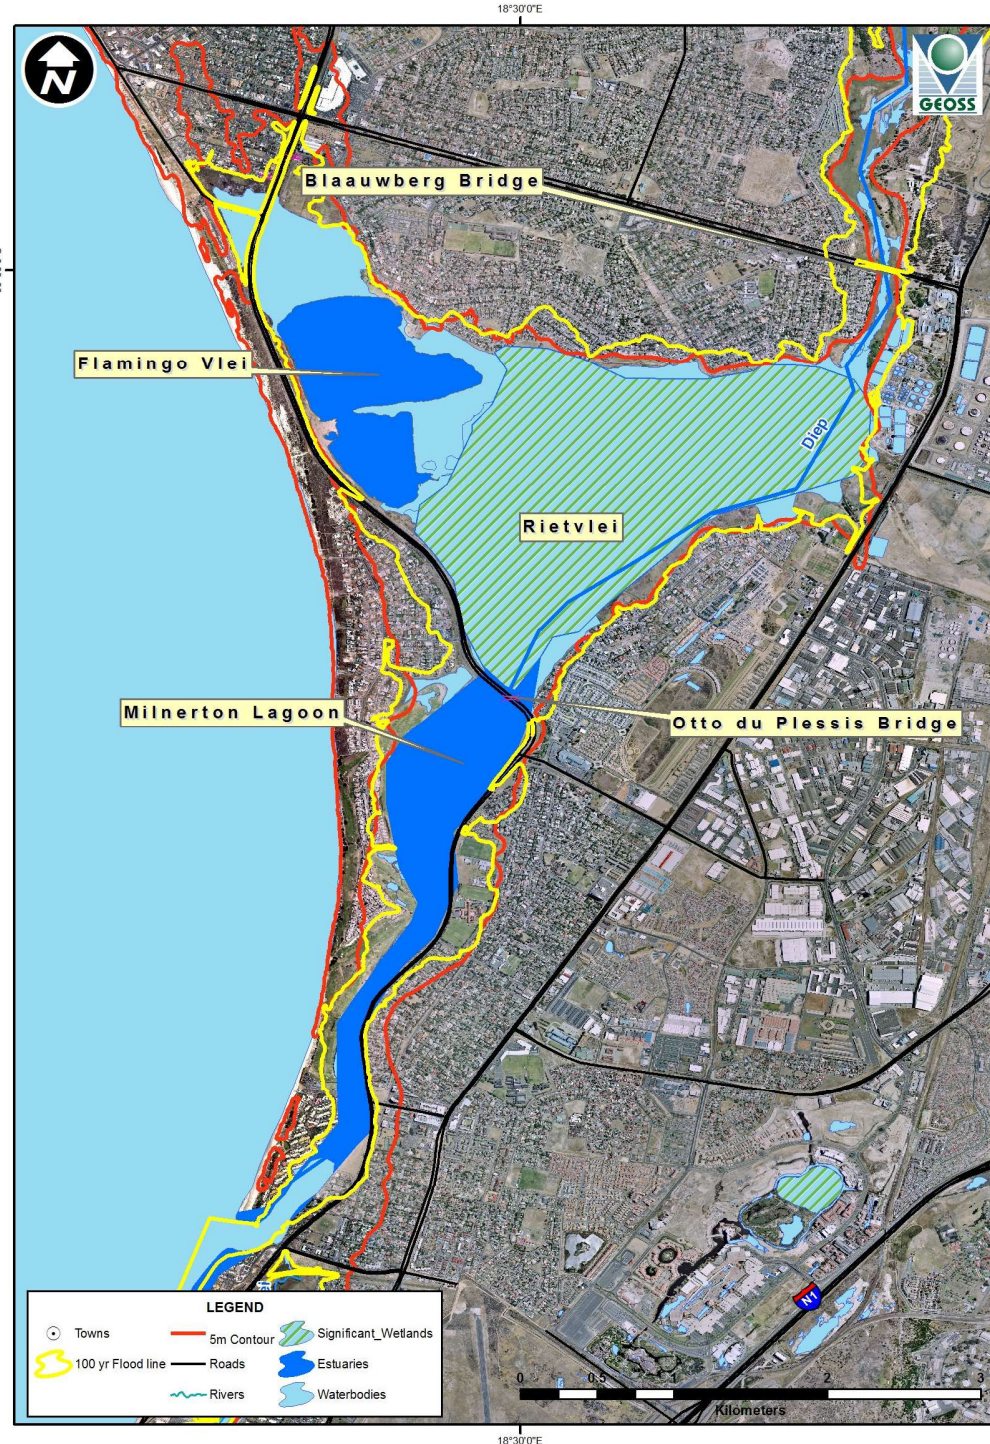 18°30'0"E
N
GEOSS
Blaauwberg Bridge
Flamingo Vlei
Diep
Rietvlei
Milnerton Lagoon
Otto du Plessis Bridge
N1
LEGEND
Towns
5m Contour
Significant_Wetlands
100 yr Flood line
Roads
Estuaries
Rivers
Waterbodies
0 0.5 1 2 3
Kilometers
18°30'0"E